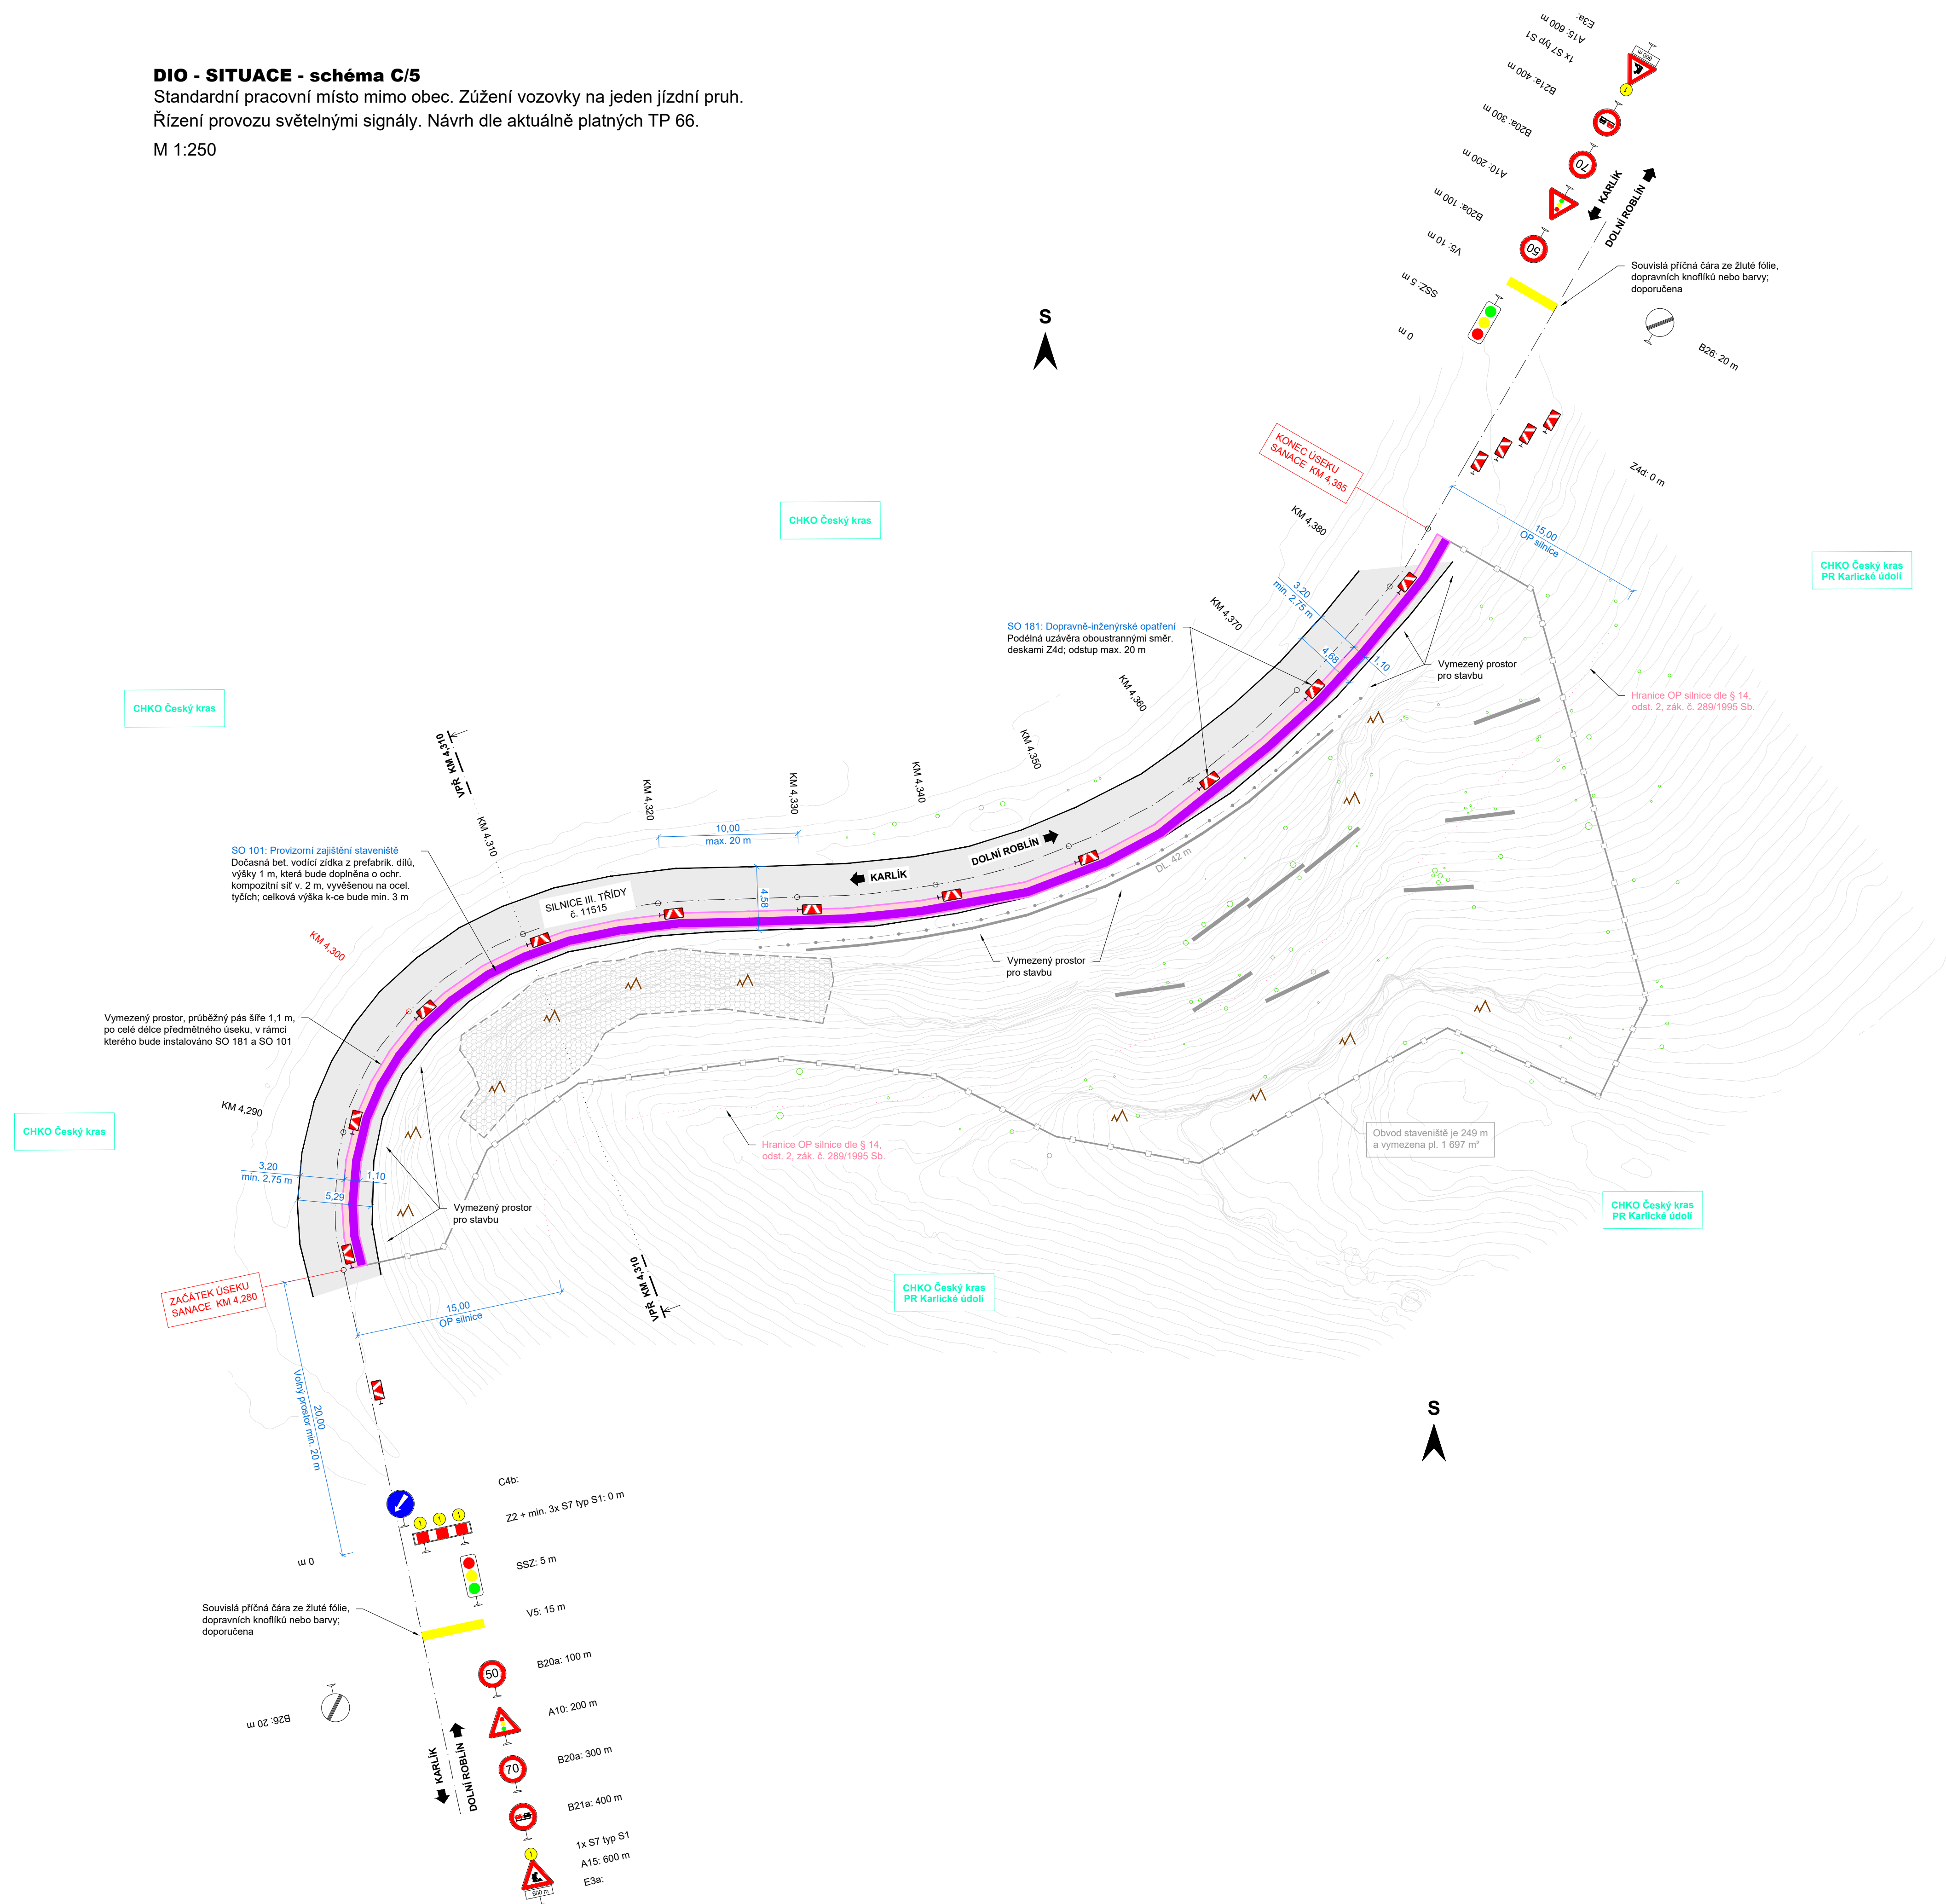 DIO - SITUACE - schéma C/5
Standardní pracovní místo mimo obec. Zúžení vozovky na jeden jízdní pruh.
Řízení provozu světelnými signály. Návrh dle aktuálně platných TP 66.
M 1:250
E3a:
A15: 600 m
1x S7 typ S1
B21a: 400 m
B20a: 300 m
A10: 200 m
B20a: 100 m
V5: 10 m
SSZ: 5 m
0 m
600 m
1
70
50
KARLÍK
DOLNÍ ROBLÍN
Souvislá příčná čára ze žluté fólie,
dopravních knoflíků nebo barvy;
doporučena
B26: 20 m
Z4d: 0 m
S
KONEC ÚSEKU
SANACE KM 4,385
15,00
OP silnice
CHKO Český kras
CHKO Český kras
PR Karlické údolí
KM 4,380
3,20
min. 2,75 m
4,68
1,10
KM 4,370
SO 181: Dopravně-inženýrské opatření
Podélná uzávěra oboustrannými směr.
deskami Z4d; odstup max. 20 m
Vymezený prostor
pro stavbu
Hranice OP silnice dle § 14,
odst. 2, zák. č. 289/1995 Sb.
KM 4,360
KM 4,350
KM 4,340
KM 4,330
KM 4,320
KM 4,310
VPŘ. KM 4,310
CHKO Český kras
10,00
max. 20 m
4,58
DOLNÍ ROBLÍN
KARLÍK
DL. 42 m
SILNICE III. TŘÍDY
č. 11515
SO 101: Provizorní zajištění staveniště
Dočasná bet. vodící zídka z prefabrik. dílů,
výšky 1 m, která bude doplněna o ochr.
kompozitní síť v. 2 m, vyvěšenou na ocel.
tyčích; celková výška k-ce bude min. 3 m
KM 4,300
Vymezený prostor
pro stavbu
Vymezený prostor, průběžný pás šíře 1,1 m,
po celé délce předmětného úseku, v rámci
kterého bude instalováno SO 181 a SO 101
KM 4,290
CHKO Český kras
Hranice OP silnice dle § 14,
odst. 2, zák. č. 289/1995 Sb.
Obvod staveniště je 249 m
a vymezena pl. 1 697 m²
3,20
min. 2,75 m
1,10
5,29
Vymezený prostor
pro stavbu
CHKO Český kras
PR Karlické údolí
CHKO Český kras
PR Karlické údolí
VPŘ. KM 4,310
ZAČÁTEK ÚSEKU
SANACE KM 4,280
15,00
OP silnice
20,00
Volný prostor min. 20 m
S
C4b:
Z2 + min. 3x S7 typ S1: 0 m
1
1
1
0 m
SSZ: 5 m
Souvislá příčná čára ze žluté fólie,
dopravních knoflíků nebo barvy;
doporučena
V5: 15 m
50
B20a: 100 m
B26: 20 m
A10: 200 m
KARLÍK
DOLNÍ ROBLÍN
70
B20a: 300 m
B21a: 400 m
1x S7 typ S1
1
A15: 600 m
E3a:
600 m